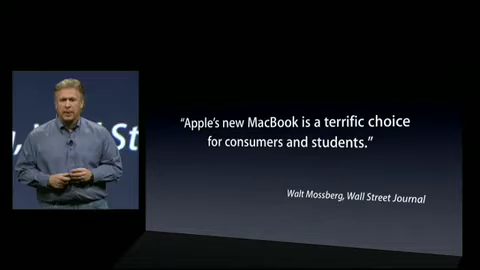 “Apple’s new MacBook is a terrific choice
for consumers and students.”
Walt Mossberg, Wall Street Journal